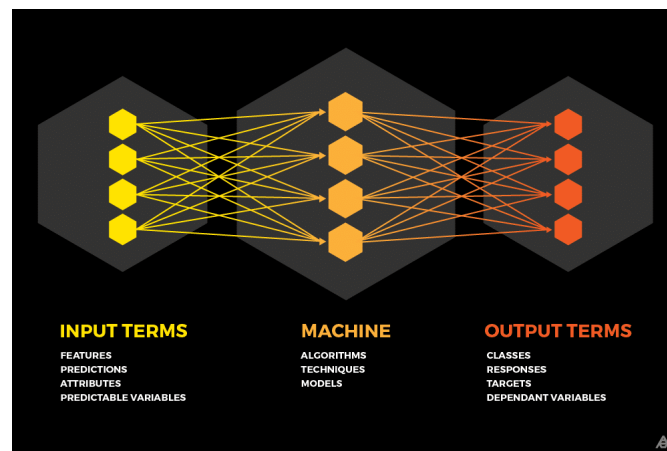 INPUT TERMS
FEATURES
PREDICTIONS
ATTRIBUTES
PREDICTABLE VARIABLES
MACHINE
ALGORITHMS
TECHNIQUES
MODELS
OUTPUT TERMS
CLASSES
RESPONSES
TARGETS
DEPENDANT VARIABLES